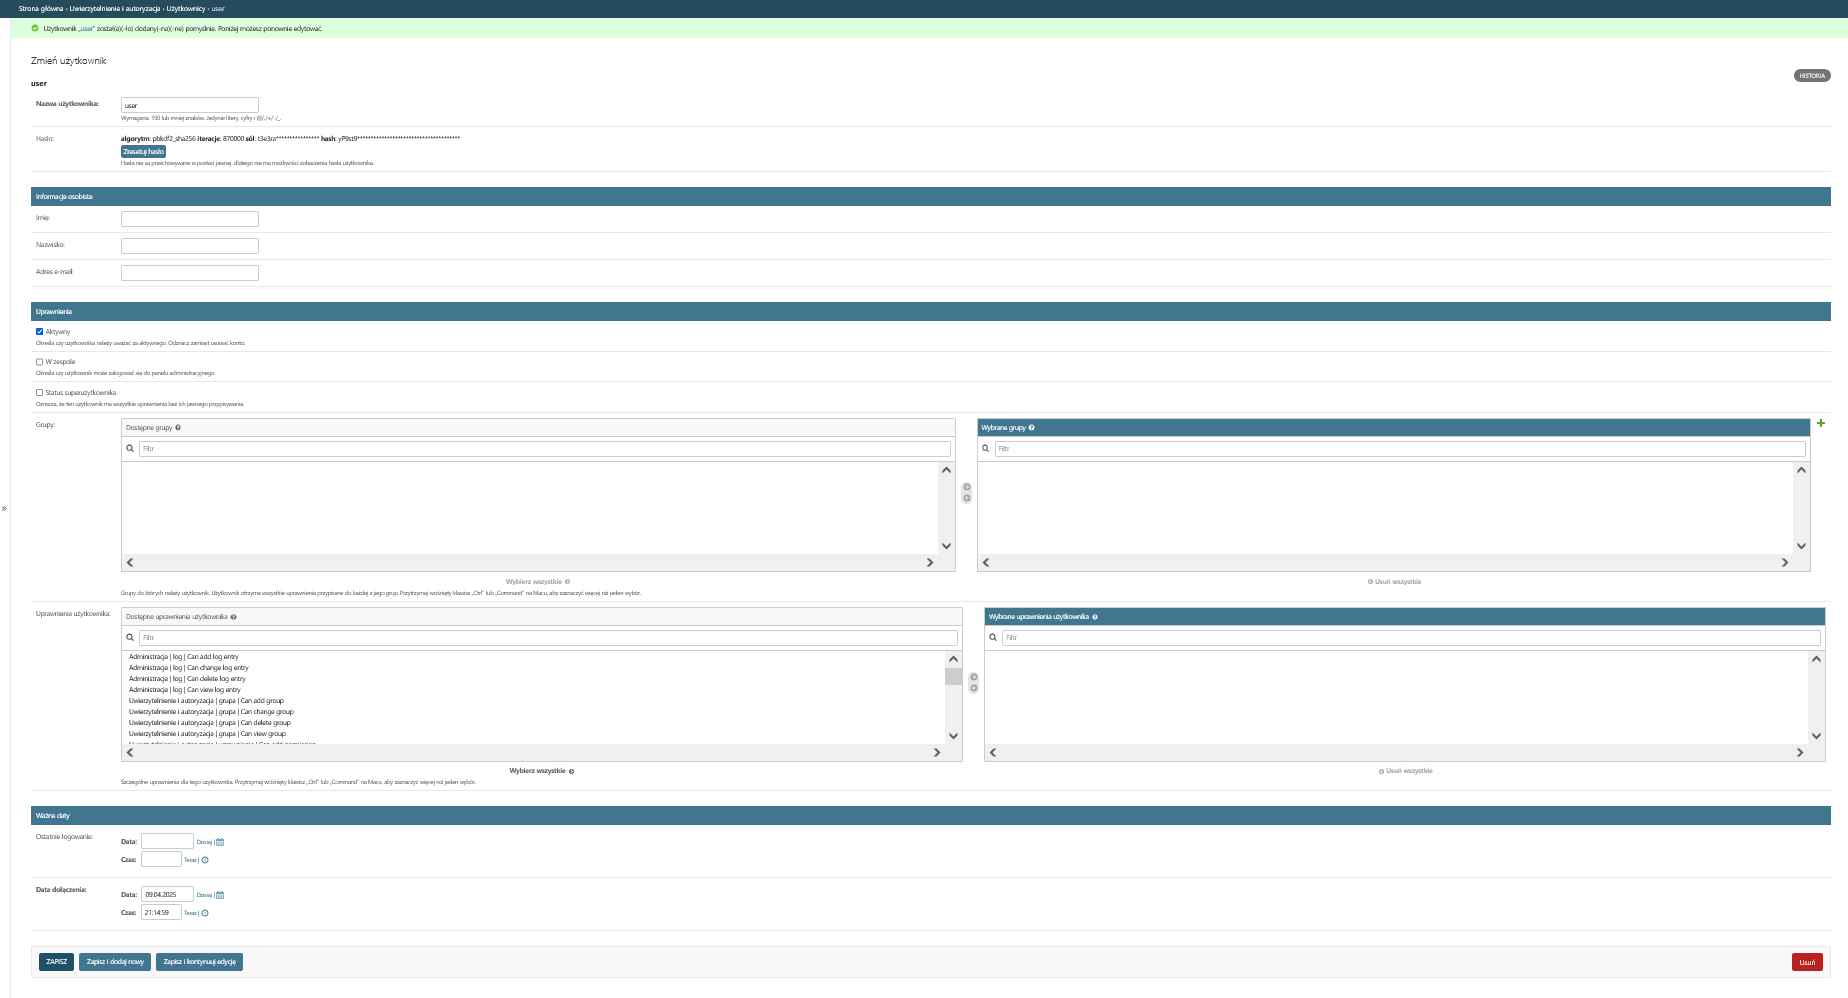 Strona główna › Uwierzytelnienie i autoryzacja › Użytkownicy › user
Użytkownik „user” został(a)(-ło) dodany(-na)(-ne) pomyślnie. Poniżej możesz ponownie edytować.
Zmień użytkownik
HISTORIA
user
Nazwa użytkownika:
user
Wymagana. 150 lub mniej znaków. Jedynie litery, cyfry i @/./+/-/_.
Hasło:
algorytm: pbkdf2_sha256 iteracje: 870000 sól: t3e3ra**************** hash: yP9st9**************************************
Zresetuj hasło
Hasła nie są przechowywane w postaci jawnej, dlatego nie ma możliwości zobaczenia hasła użytkownika.
Informacje osobiste
Imię:
Nazwisko:
Adres e-mail:
Uprawnienia
Aktywny
Określa czy użytkownika należy uważać za aktywnego. Odznacz zamiast usuwać konto.
W zespole
Określa czy użytkownik może zalogować się do panelu administracyjnego.
Status superużytkownika
Oznacza, że ten użytkownik ma wszystkie uprawnienia bez ich jawnego przypisywania.
Grupy:
Dostępne grupy
Wybrane grupy
Filtr
Filtr
Wybierz wszystkie
Usuń wszystkie
Grupy do których należy użytkownik. Użytkownik otrzyma wszystkie uprawnienia przypisane do każdej z jego grup. Przytrzymaj wciśnięty klawisz „Ctrl” lub „Command” na Macu, aby zaznaczyć więcej niż jeden wybór.
Uprawnienia użytkownika:
Dostępne uprawnienia użytkownika
Wybrane uprawnienia użytkownika
Filtr
Filtr
Administracja | log | Can add log entry
Administracja | log | Can change log entry
Administracja | log | Can delete log entry
Administracja | log | Can view log entry
Uwierzytelnienie i autoryzacja | grupa | Can add group
Uwierzytelnienie i autoryzacja | grupa | Can change group
Uwierzytelnienie i autoryzacja | grupa | Can delete group
Uwierzytelnienie i autoryzacja | grupa | Can view group
Wybierz wszystkie
Usuń wszystkie
Szczególne uprawnienia dla tego użytkownika. Przytrzymaj wciśnięty klawisz „Ctrl” lub „Command” na Macu, aby zaznaczyć więcej niż jeden wybór.
Ważne daty
Ostatnie logowanie:
Data: Dzisiaj |
Czas: Teraz |
Data dołączenia:
Data: 09.04.2025 Dzisiaj |
Czas: 21:14:59 Teraz |
ZAPISZ
Zapisz i dodaj nowy
Zapisz i kontynuuj edycję
Usuń